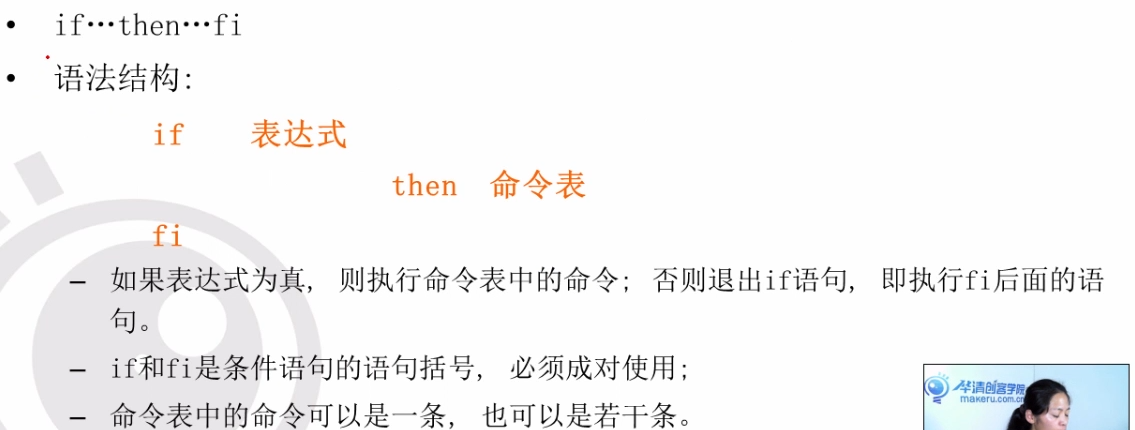 • if…then…fi
• 语法结构:
if 表达式
then 命令表
fi
– 如果表达式为真, 则执行命令表中的命令; 否则退出if语句, 即执行fi后面的语
句。
– if和fi是条件语句的语句括号, 必须成对使用;
– 命令表中的命令可以是一条, 也可以是若干条。
华清创客学院
makeru.com.cn